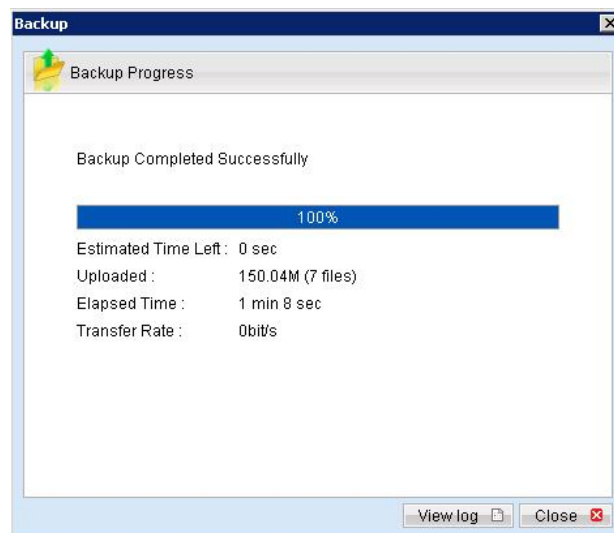 Backup
Backup Progress
Backup Completed Successfully
100%
Estimated Time Left : 0 sec
Uploaded : 150.04M (7 files)
Elapsed Time : 1 min 8 sec
Transfer Rate : 0bit/s
View log Close